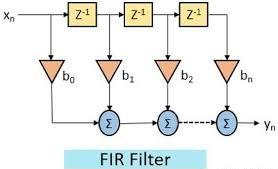 xₙ Z⁻¹ Z⁻¹ Z⁻¹
b₀ b₁ b₂ bₙ
Σ Σ Σ yₙ
FIR Filter